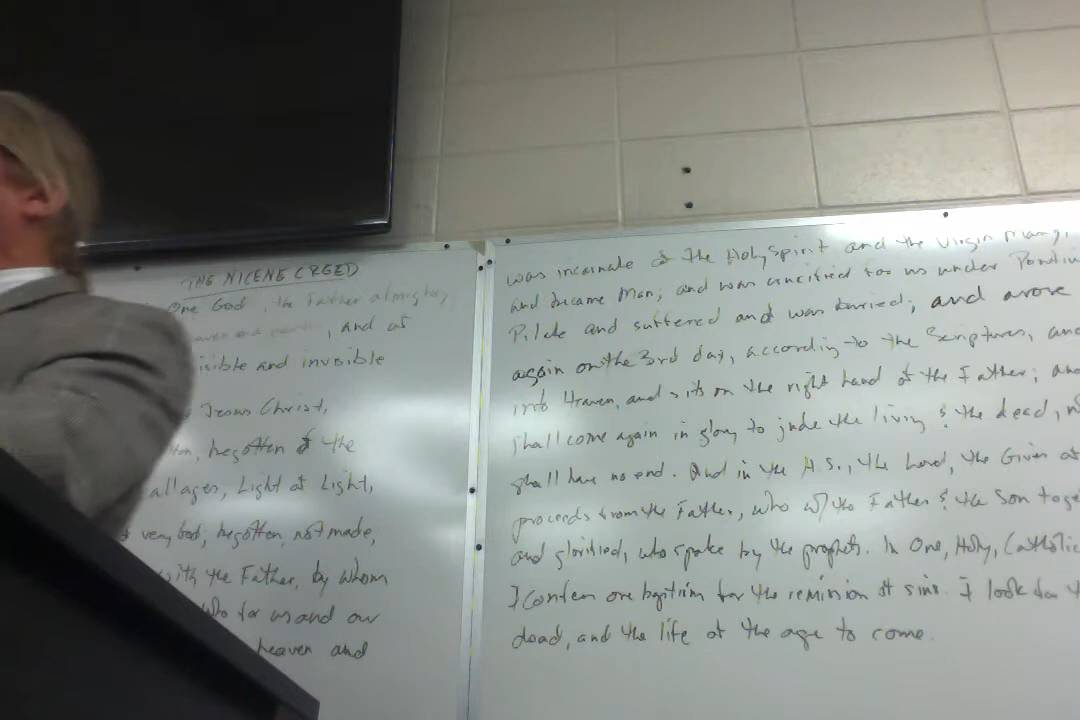 THE NICENE CREED
One God, the Father almighty,
heaven and earth, and of
visible and invisible
Jesus Christ,
begotten of the
all ages, Light of Light,
very God; begotten, not made,
with the Father, by whom
Who for us and our
heaven and
was incarnate of the Holy Spirit and the Virgin Mary,
and became Man; and was crucified for us under Pontiu
Pilate and suffered and was buried; and arose
again on the 3rd day, according to the Scriptures, and
into Heaven, and sits on the right hand of the Father; and
shall come again in glory to jude the living & the dead,
shall have no end. And in the H.S., the Lord, the Giver of
proceeds from the Father, who w/ the Father & the Son toge
and glorified, who spake by the prophets. In One, Holy, Catholic
I confess one baptism for the remission of sins. I look for
dead, and the life of the age to come.